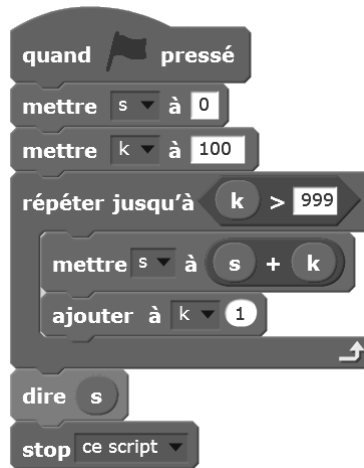 quand pressé
mettre s à 0
mettre k à 100
répéter jusqu'à k > 999
mettre s à s + k
ajouter à k 1
dire s
stop ce script